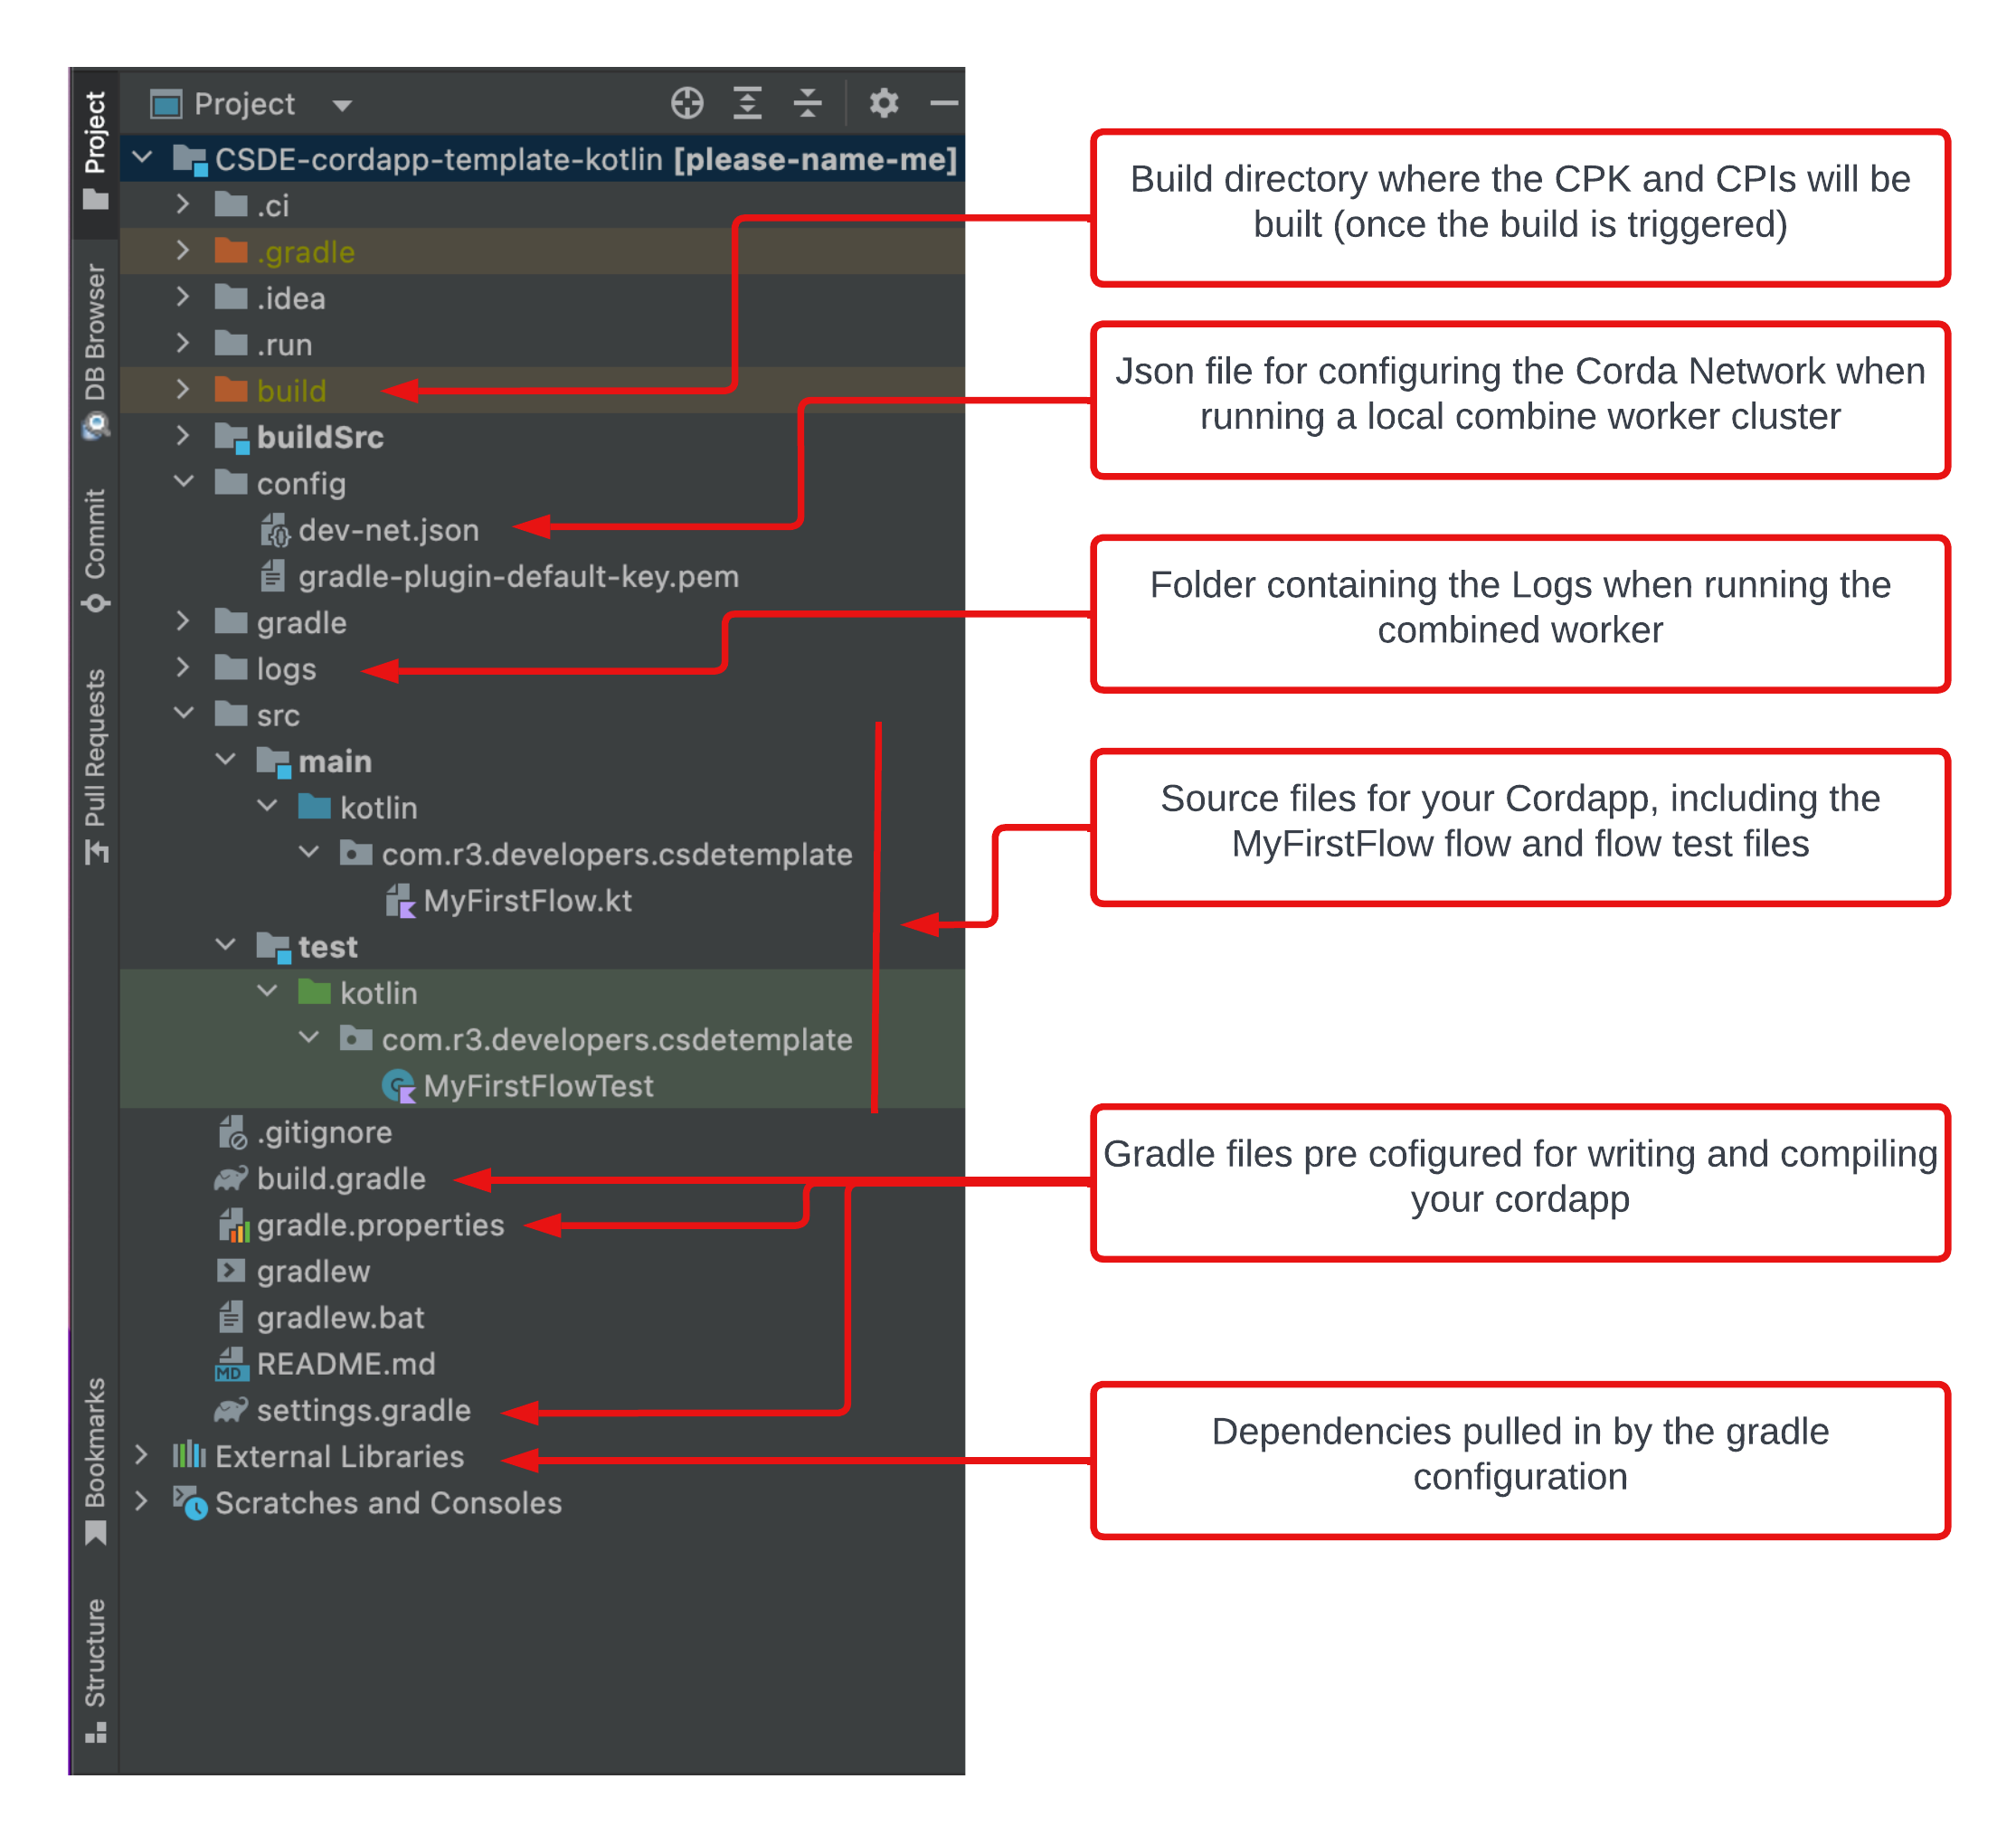 Project
CSDE-cordapp-template-kotlin [please-name-me]
.ci
.gradle
.idea
.run
build
buildSrc
config
dev-net.json
gradle-plugin-default-key.pem
gradle
logs
src
main
kotlin
com.r3.developers.csdetemplate
MyFirstFlow.kt
test
kotlin
com.r3.developers.csdetemplate
MyFirstFlowTest
.gitignore
build.gradle
gradle.properties
gradlew
gradlew.bat
MD README.md
settings.gradle
External Libraries
Scratches and Consoles
Project
DB Browser
Commit
Pull Requests
Bookmarks
Structure
Build directory where the CPK and CPIs will be
built (once the build is triggered)
Json file for configuring the Corda Network when
running a local combine worker cluster
Folder containing the Logs when running the
combined worker
Source files for your Cordapp, including the
MyFirstFlow flow and flow test files
Gradle files pre cofigured for writing and compiling
your cordapp
Dependencies pulled in by the gradle
configuration